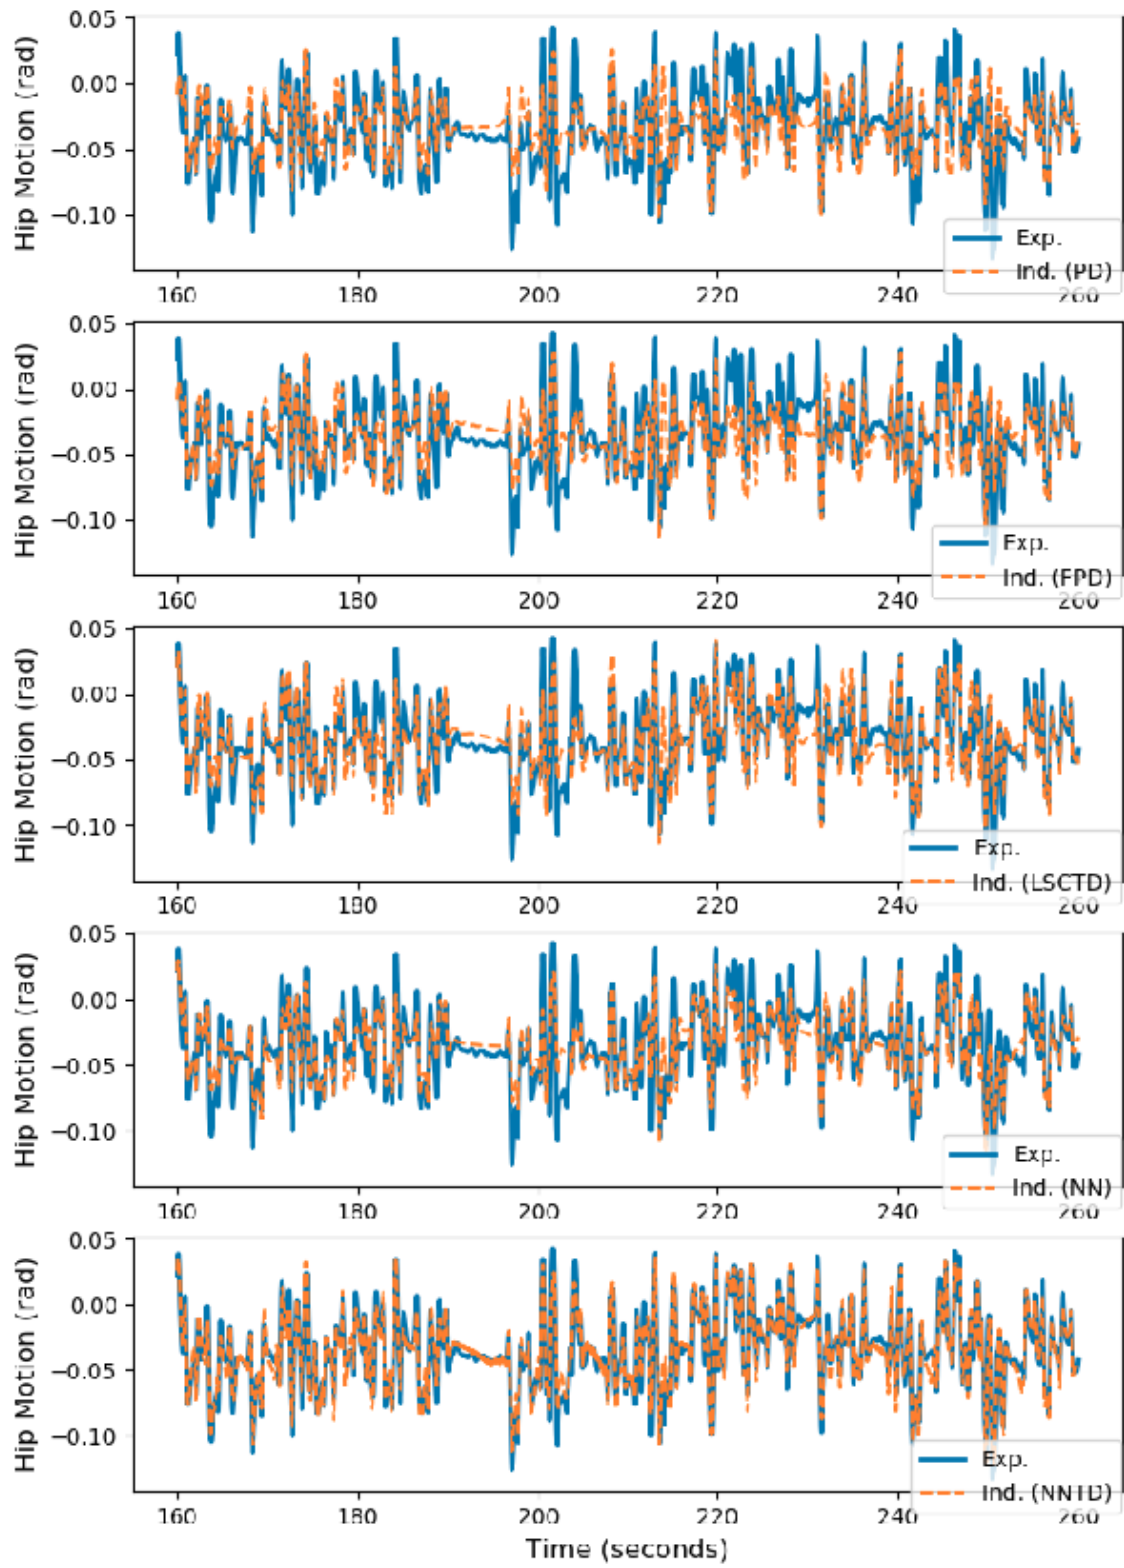 0.05
0.00
−0.05
−0.10
Hip Motion (rad)
Exp.
Ind. (PD)
160 180 200 220 240 260
0.05
0.00
−0.05
−0.10
Hip Motion (rad)
Exp.
Ind. (FPD)
160 180 200 220 240 260
0.05
0.00
−0.05
−0.10
Hip Motion (rad)
Exp.
Ind. (LSCTD)
160 180 200 220 240 260
0.05
0.00
−0.05
−0.10
Hip Motion (rad)
Exp.
Ind. (NN)
160 180 200 220 240 260
0.05
0.00
−0.05
−0.10
Hip Motion (rad)
Exp.
Ind. (NNTD)
160 180 200 220 240 260
Time (seconds)